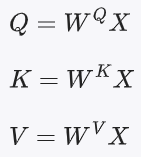 Q = W^Q X
K = W^K X
V = W^V X